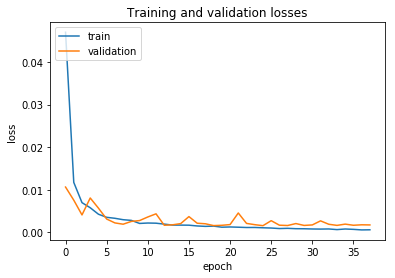 Training and validation losses
train
validation
0.04
0.03
0.02
0.01
0.00
loss
0 5 10 15 20 25 30 35
epoch